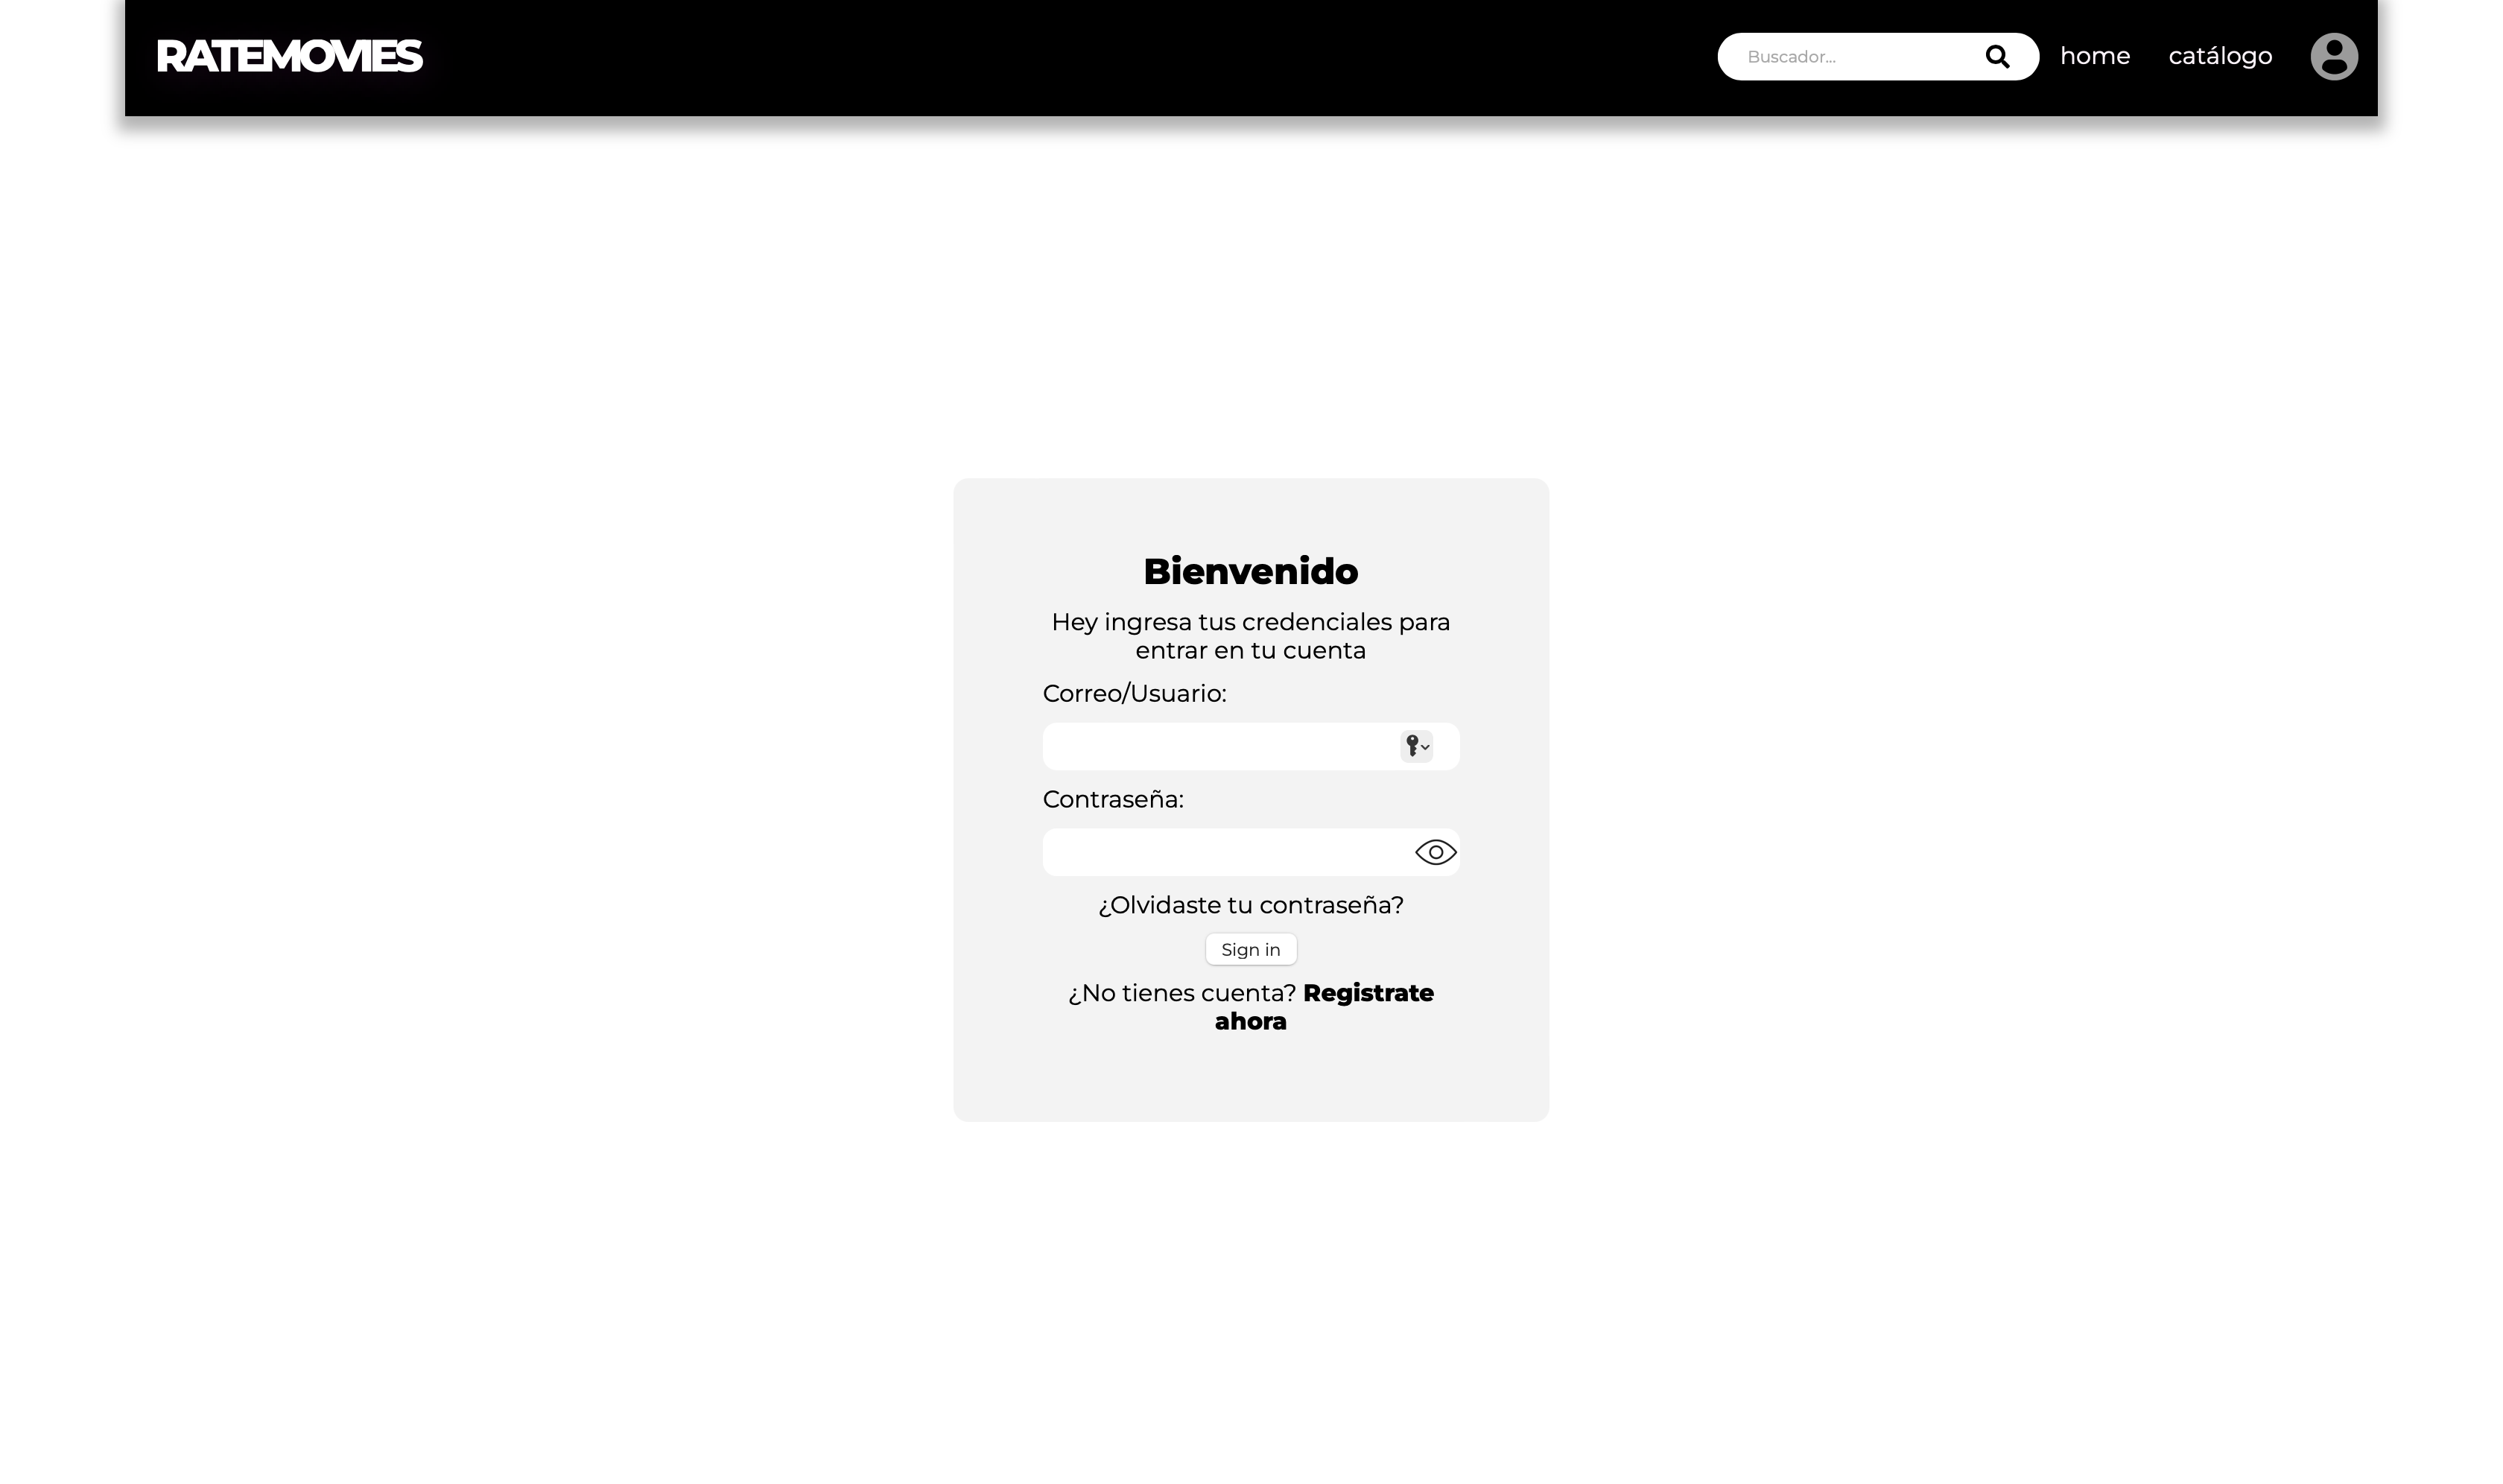 RATEMOVIES
Buscador...
home
catálogo
Bienvenido
Hey ingresa tus credenciales para
entrar en tu cuenta
Correo/Usuario:
Contraseña:
¿Olvidaste tu contraseña?
Sign in
¿No tienes cuenta? Registrate
ahora